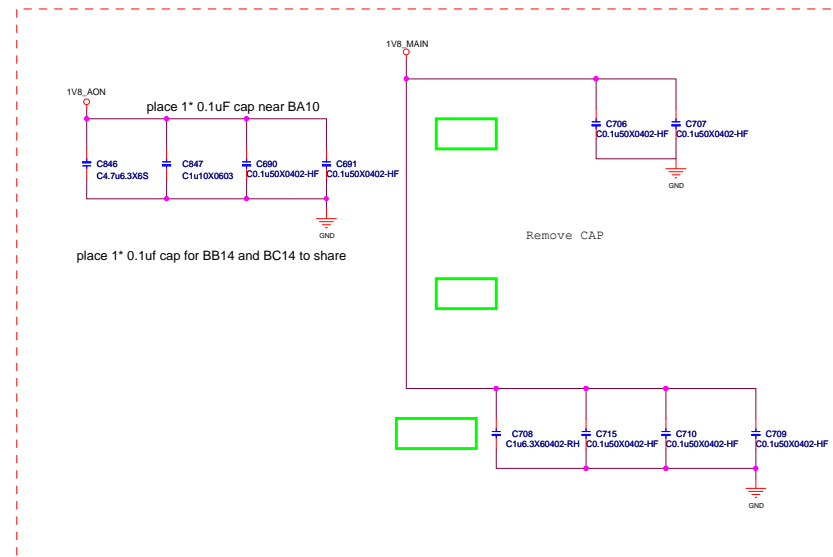 1V8_MAIN
1V8_AON
place 1* 0.1uF cap near BA10
C706
C0.1u50X0402-HF
C707
C0.1u50X0402-HF
C846
C4.7u6.3X6S
C847
C1u10X0603
C690
C0.1u50X0402-HF
C691
C0.1u50X0402-HF
GND
GND
Remove CAP
place 1* 0.1uf cap for BB14 and BC14 to share
C708
C1u6.3X60402-RH
C715
C0.1u50X0402-HF
C710
C0.1u50X0402-HF
C709
C0.1u50X0402-HF
GND